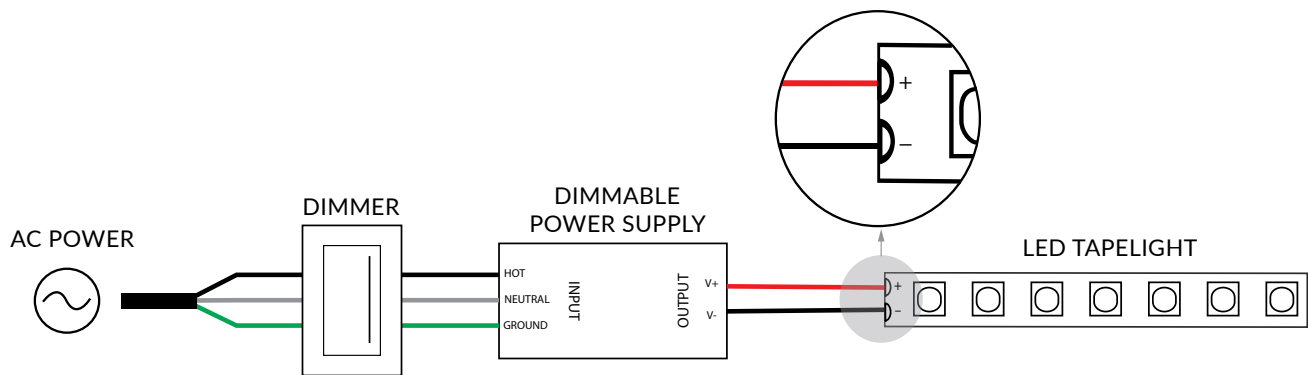 AC POWER
DIMMER
DIMMABLE
POWER SUPPLY
HOT
NEUTRAL
GROUND
INPUT
OUTPUT
V+
V-
+
−
+
−
LED TAPELIGHT